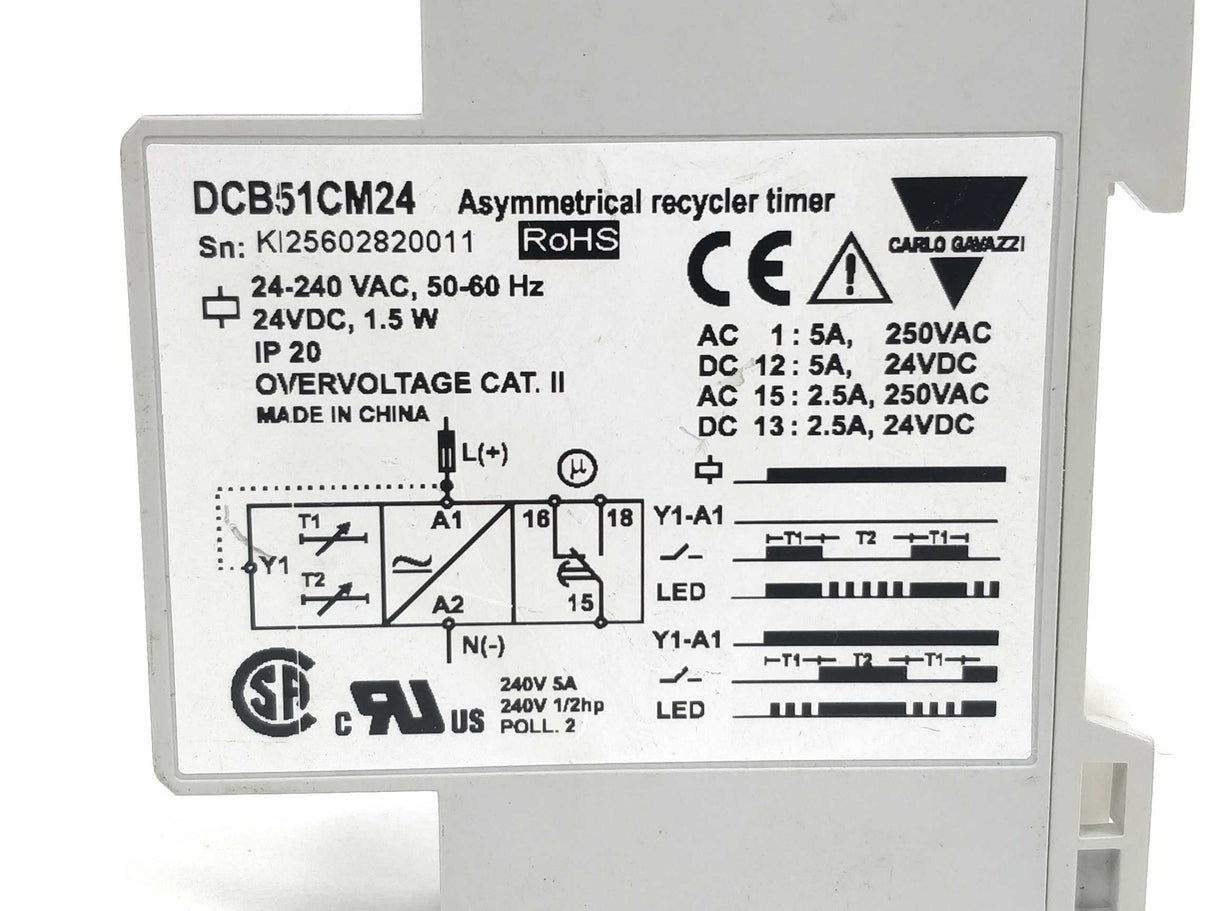 DCB51CM24 Asymmetrical recycler timer
Sn: KI25602820011 RoHS
CE
CARLO GAVAZZI
24-240 VAC, 50-60 Hz
24VDC, 1.5 W
IP 20
OVERVOLTAGE CAT. II
MADE IN CHINA
AC 1 : 5A, 250VAC
DC 12 : 5A, 24VDC
AC 15 : 2.5A, 250VAC
DC 13 : 2.5A, 24VDC
L(+)
µ
T1
A1
16
18
Y1
T2
A2
15
N(-)
Y1-A1
T1 T2 T1
LED
Y1-A1
T1 T2 T1
LED
SA
c RU US
240V 5A
240V 1/2hp
POLL. 2